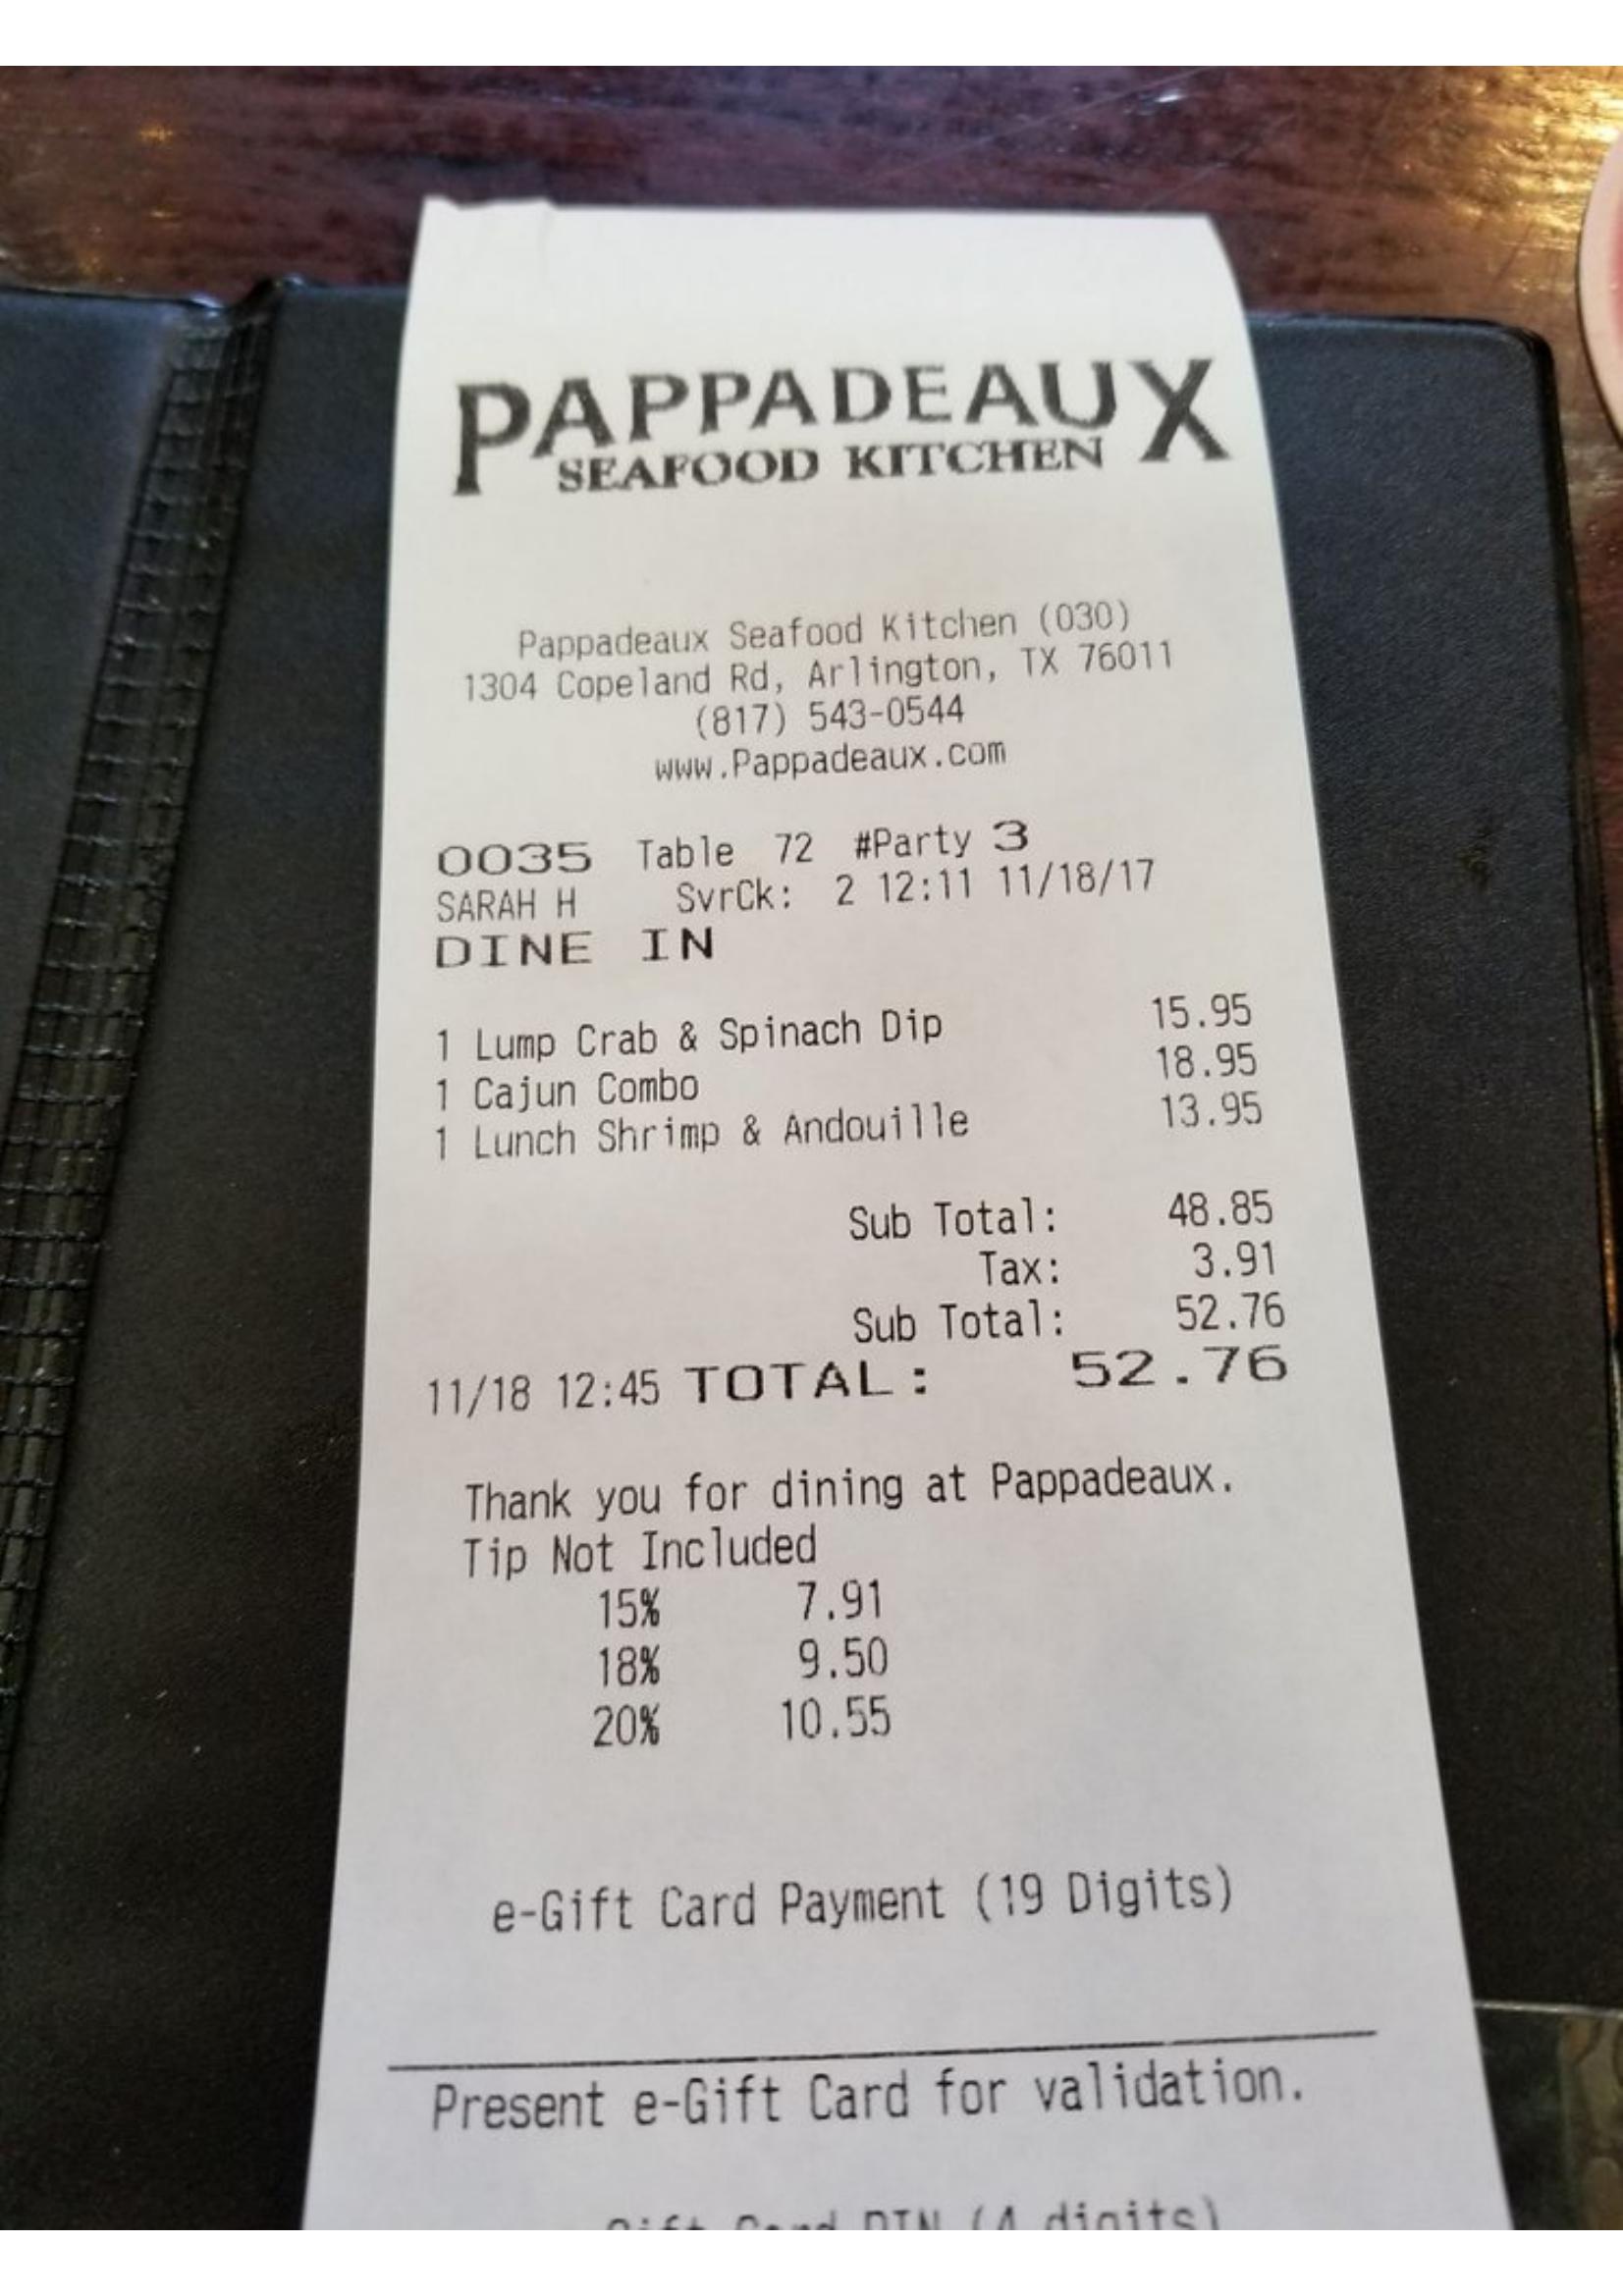 PAPPADEAUX
SEAFOOD KITCHEN
Pappadeaux Seafood Kitchen (030)
1304 Copeland Rd, Arlington, TX 76011
(817) 543-0544
www.Pappadeaux.com
0035 Table 72 #Party 3
SARAH H SvrCk: 2 12:11 11/18/17
DINE IN
1 Lump Crab & Spinach Dip 15.95
1 Cajun Combo 18.95
1 Lunch Shrimp & Andouille 13.95
Sub Total: 48.85
Tax: 3.91
Sub Total: 52.76
11/18 12:45 TOTAL: 52.76
Thank you for dining at Pappadeaux.
Tip Not Included
15% 7.91
18% 9.50
20% 10.55
e-Gift Card Payment (19 Digits)
Present e-Gift Card for validation.
Gift Card PIN (4 digits)